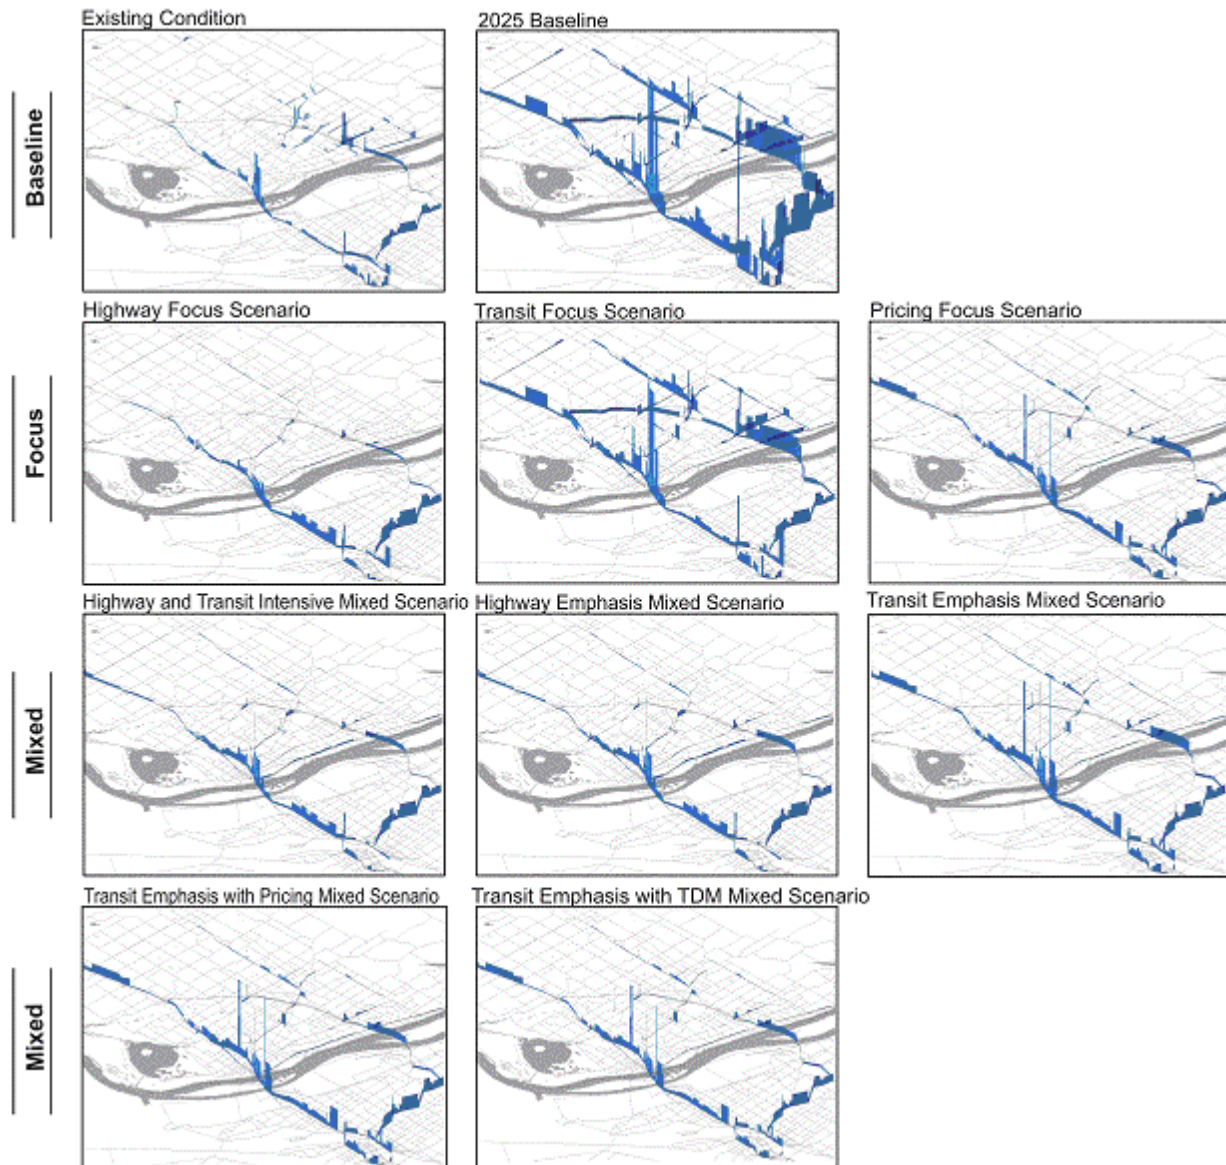 Existing Condition
2025 Baseline
Baseline
Highway Focus Scenario
Transit Focus Scenario
Pricing Focus Scenario
Focus
Highway and Transit Intensive Mixed Scenario
Highway Emphasis Mixed Scenario
Transit Emphasis Mixed Scenario
Mixed
Transit Emphasis with Pricing Mixed Scenario
Transit Emphasis with TDM Mixed Scenario
Mixed